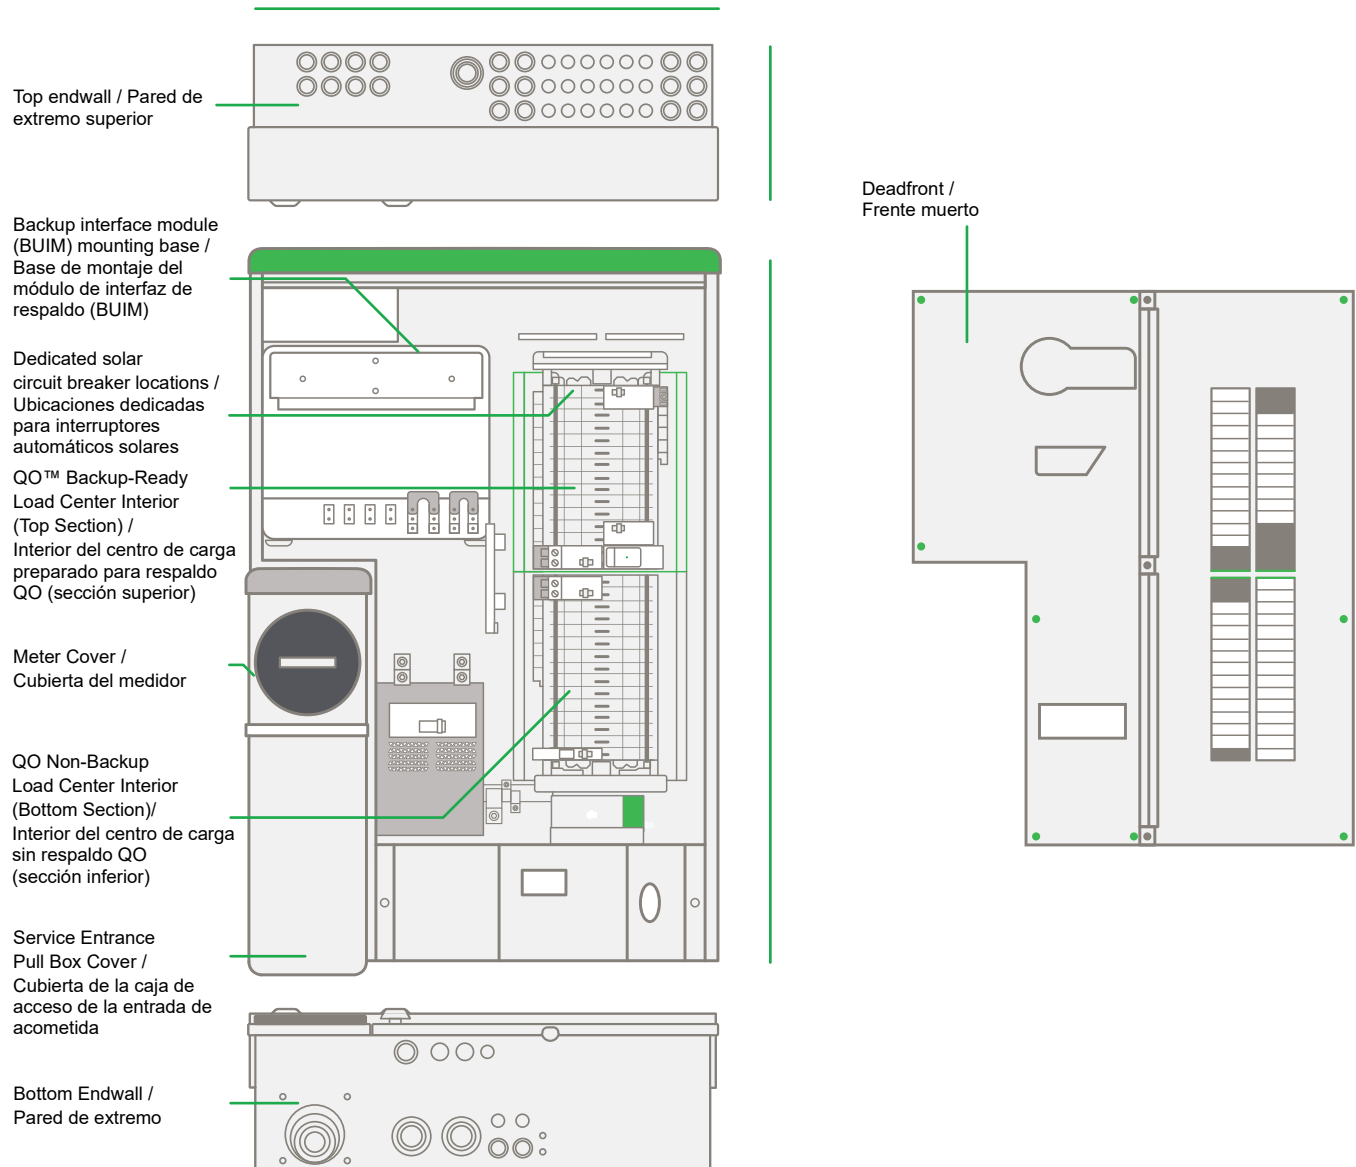 Top endwall / Pared de
extremo superior
Backup interface module
(BUIM) mounting base /
Base de montaje del
módulo de interfaz de
respaldo (BUIM)
Dedicated solar
circuit breaker locations /
Ubicaciones dedicadas
para interruptores
automáticos solares
QO™ Backup-Ready
Load Center Interior
(Top Section) /
Interior del centro de carga
preparado para respaldo
QO (sección superior)
Meter Cover /
Cubierta del medidor
QO Non-Backup
Load Center Interior
(Bottom Section)/
Interior del centro de carga
sin respaldo QO
(sección inferior)
Service Entrance
Pull Box Cover /
Cubierta de la caja de
acceso de la entrada de
acometida
Bottom Endwall /
Pared de extremo
Deadfront /
Frente muerto